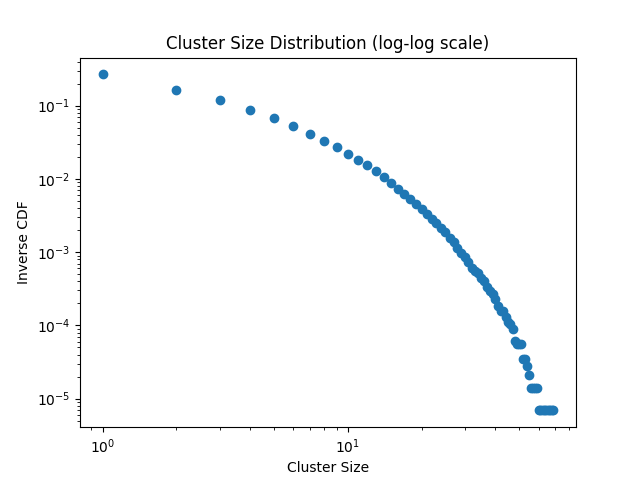 Cluster Size Distribution (log-log scale)
Inverse CDF
10⁻¹
10⁻²
10⁻³
10⁻⁴
10⁻⁵
10⁰
10¹
Cluster Size